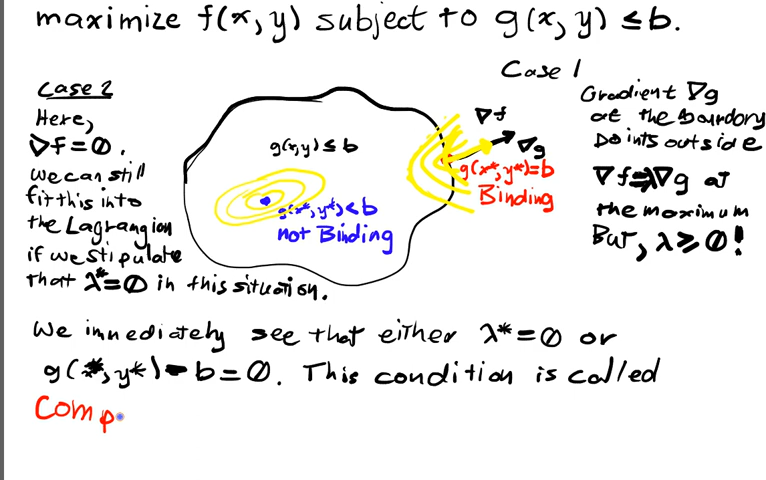 maximize f(x, y) subject to g(x, y) ≤ b.
Case 1
Case 2
Here,
∇f = 0.
we can still
fit this into
the Lagrangion
if we stipulate
that λ* = 0 in this situation.
g(x,y) ≤ b
g(x*, y*) < b
not Binding
∇f
∇g
g(x*, y*) = b
Binding
Gradient ∇g
at the boundary
points outside
∇f = λ∇g at
the maximum
But, λ ≥ 0!
We immediately see that either λ* = 0 or
g(x*, y*) - b = 0. This condition is called
Comp